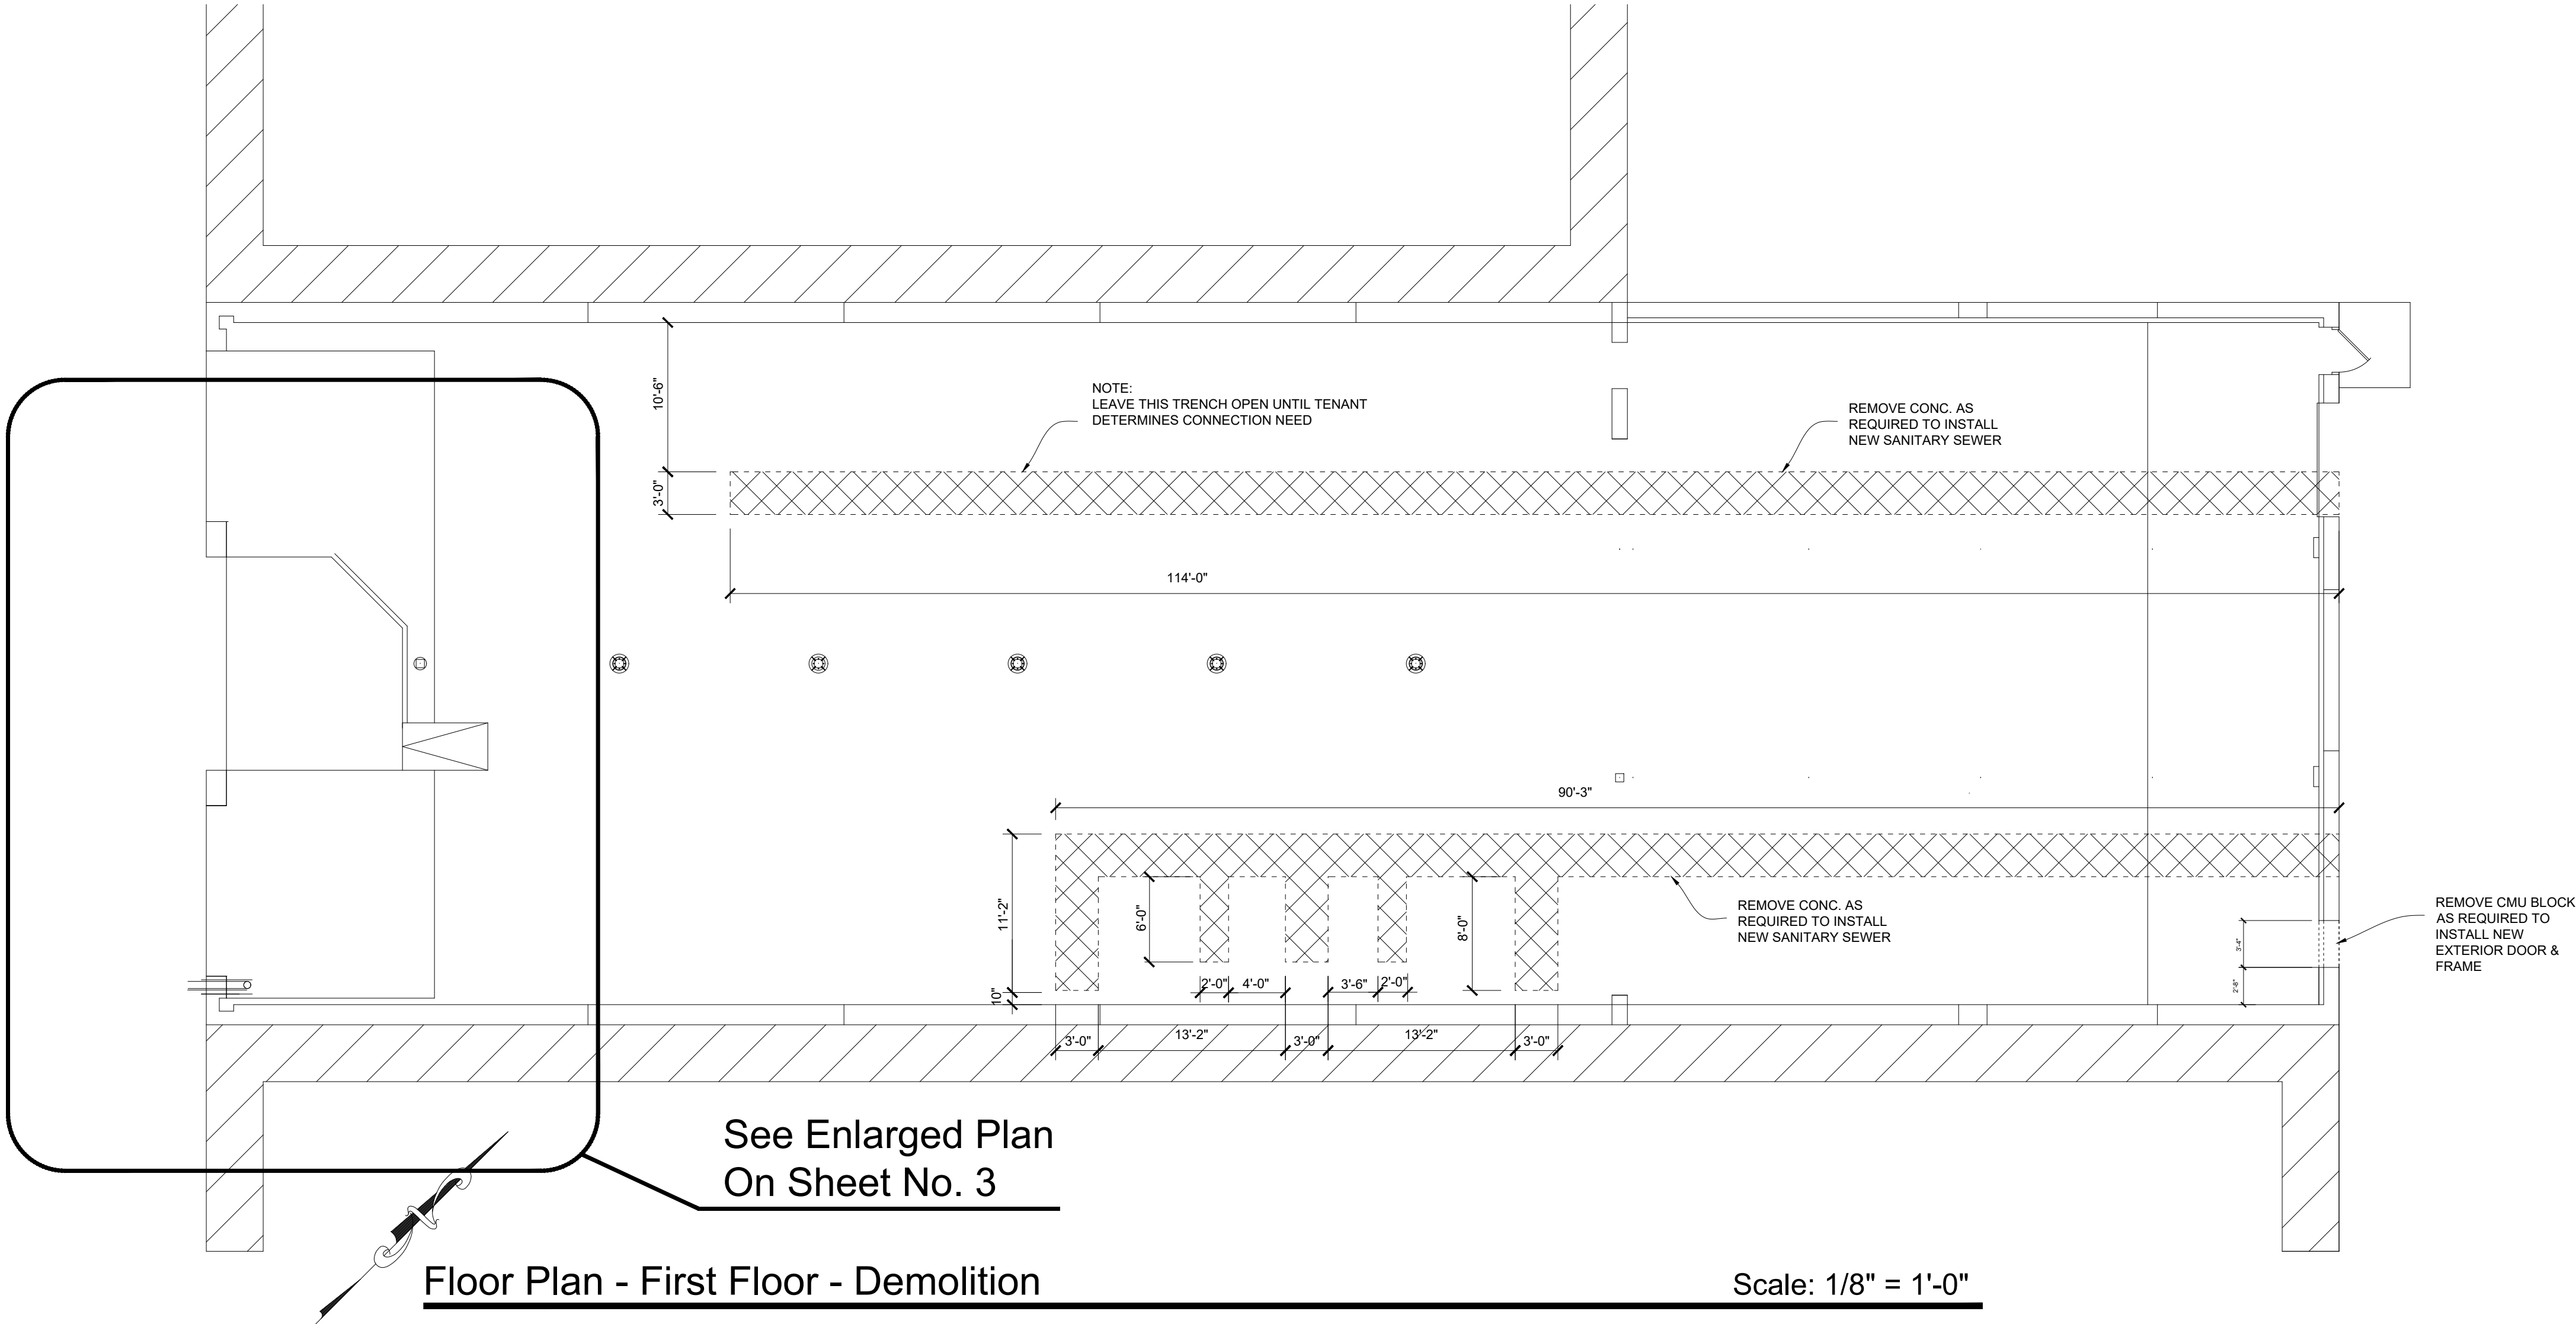 10'-6"
NOTE:
LEAVE THIS TRENCH OPEN UNTIL TENANT
DETERMINES CONNECTION NEED
REMOVE CONC. AS
REQUIRED TO INSTALL
NEW SANITARY SEWER
3'-0"
114'-0"
90'-3"
11'-2"
6'-0"
8'-0"
REMOVE CONC. AS
REQUIRED TO INSTALL
NEW SANITARY SEWER
REMOVE CMU BLOCK
AS REQUIRED TO
INSTALL NEW
EXTERIOR DOOR &
FRAME
3'-4"
2'-8"
10"
2'-0"
4'-0"
3'-6"
2'-0"
3'-0"
13'-2"
3'-0"
13'-2"
3'-0"
See Enlarged Plan
On Sheet No. 3
Floor Plan - First Floor - Demolition
Scale: 1/8" = 1'-0"